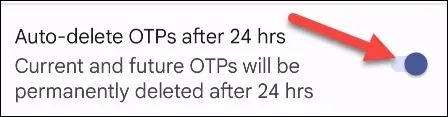 Auto-delete OTPs after 24 hrs
Current and future OTPs will be
permanently deleted after 24 hrs